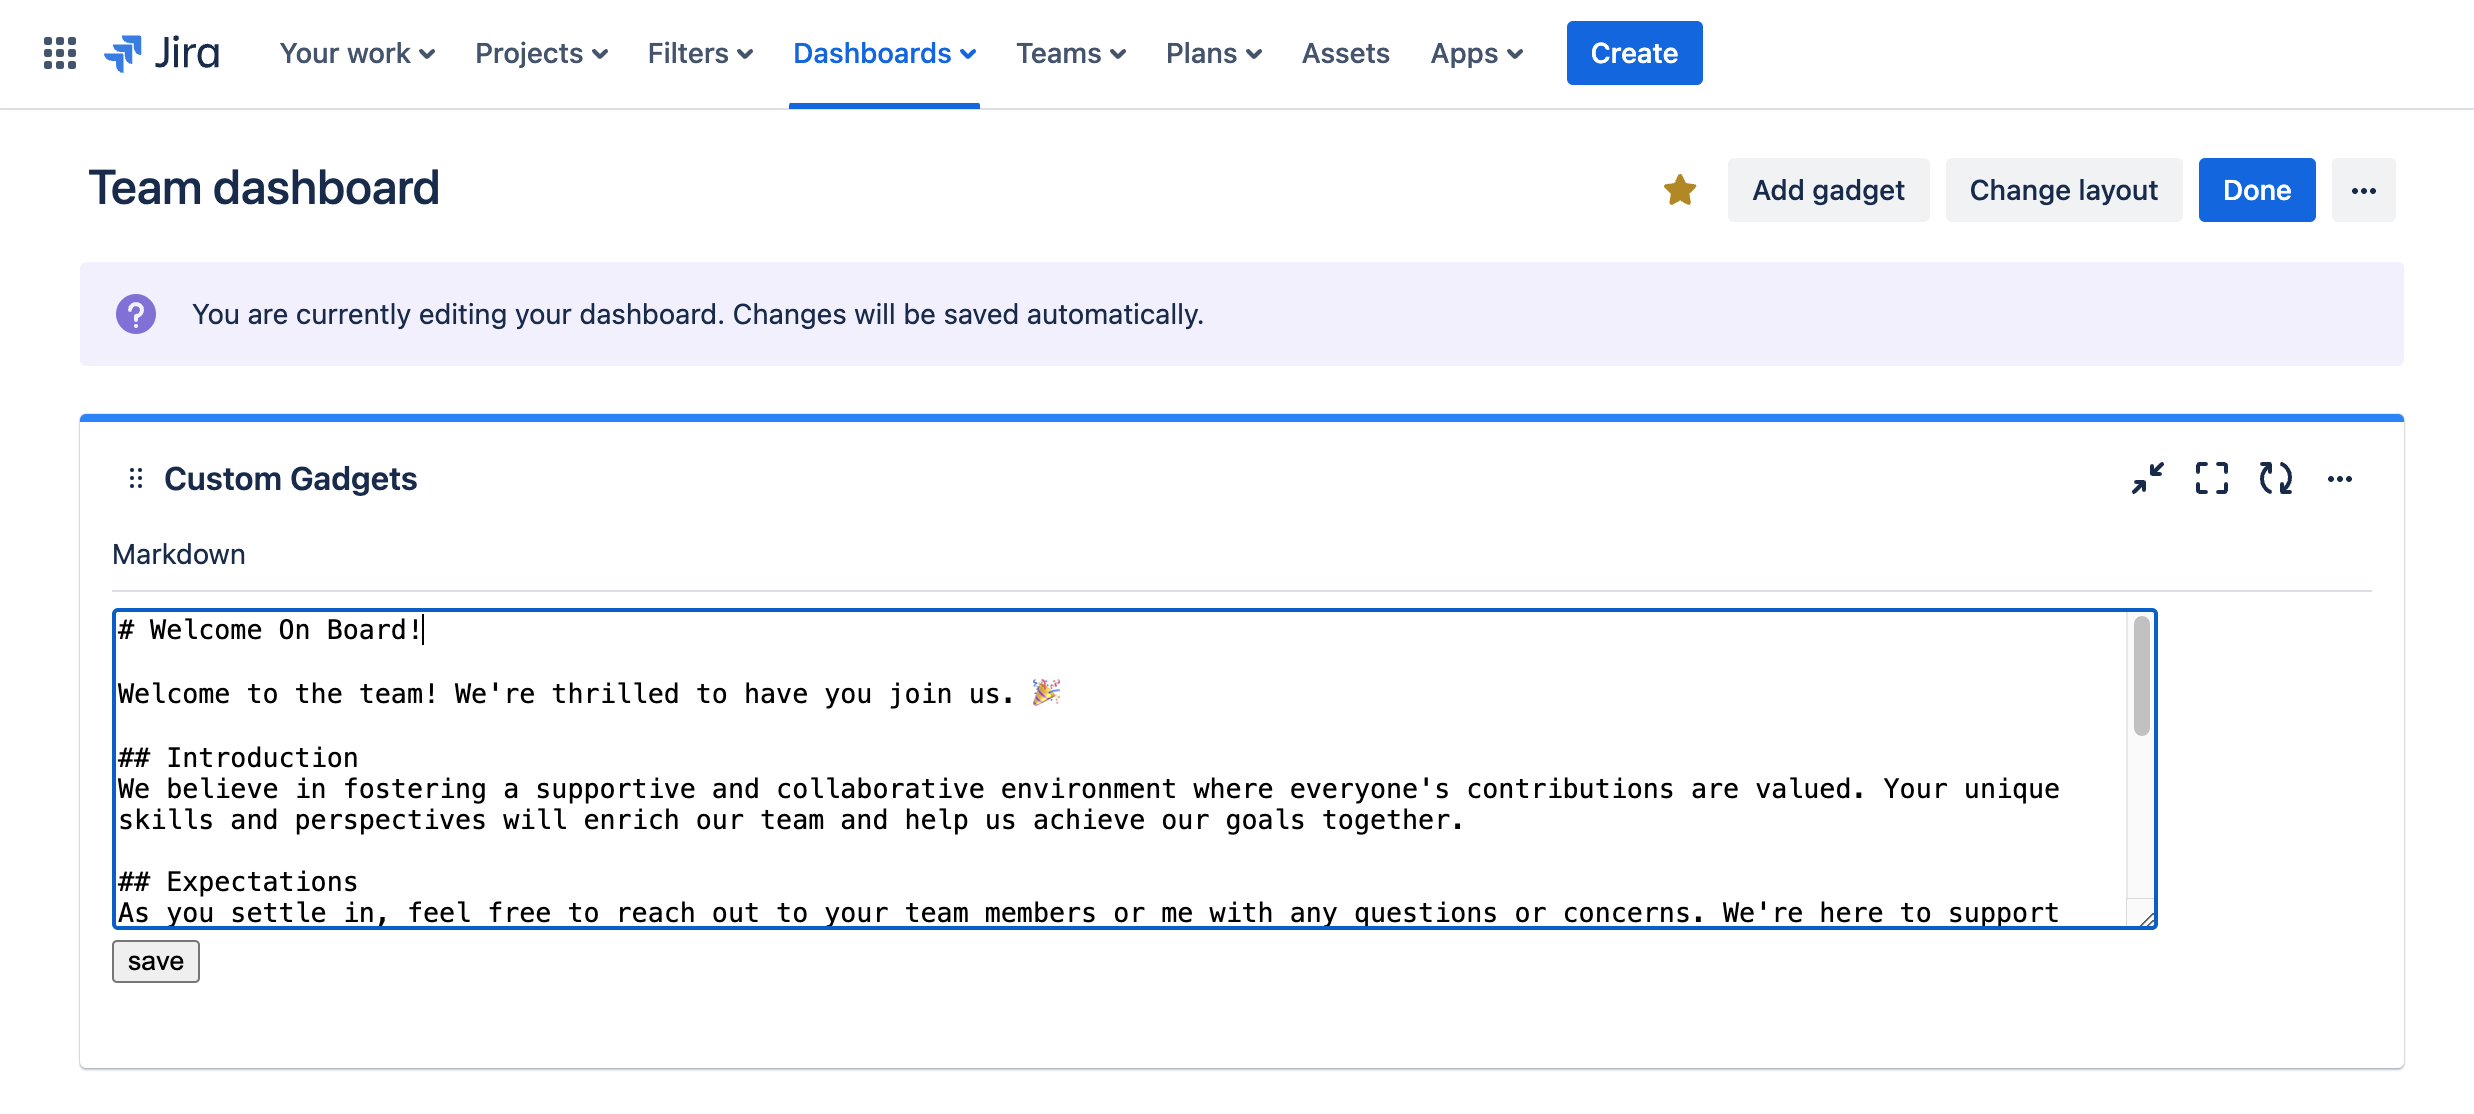 Jira Your work Projects Filters Dashboards Teams Plans Assets Apps Create
Team dashboard
Add gadget Change layout Done
You are currently editing your dashboard. Changes will be saved automatically.
Custom Gadgets
Markdown
# Welcome On Board!
Welcome to the team! We're thrilled to have you join us. 🎉
## Introduction
We believe in fostering a supportive and collaborative environment where everyone's contributions are valued. Your unique
skills and perspectives will enrich our team and help us achieve our goals together.
## Expectations
As you settle in, feel free to reach out to your team members or me with any questions or concerns. We're here to support
save